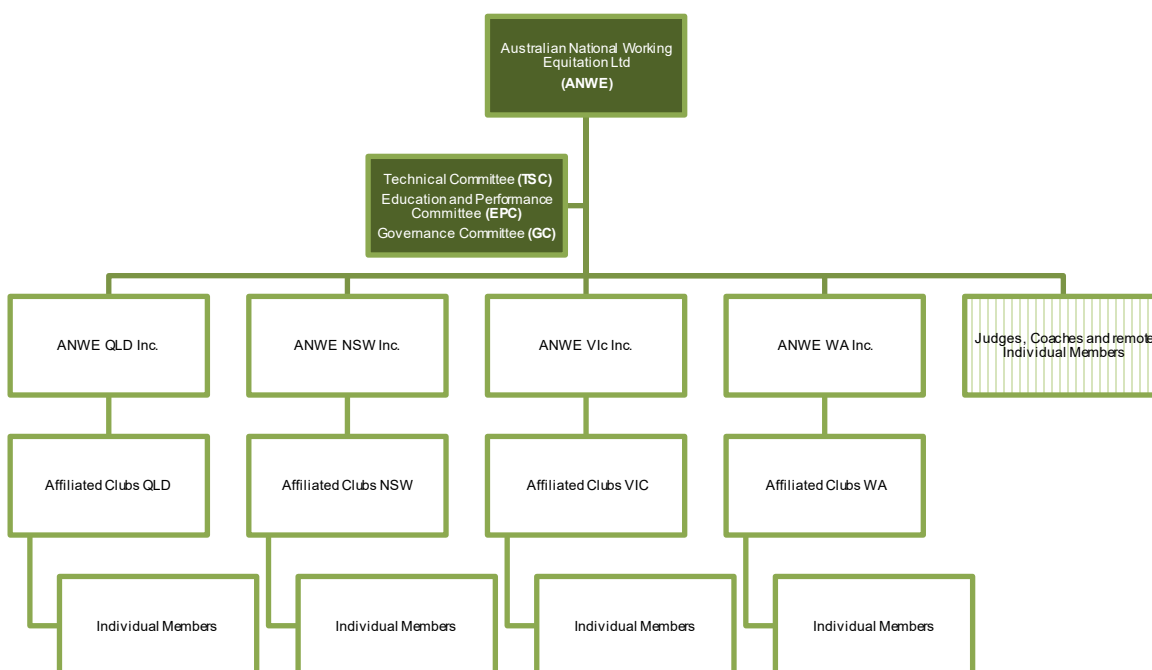 Australian National Working
Equitation Ltd
(ANWE)
Technical Committee (TSC)
Education and Performance
Committee (EPC)
Governance Committee (GC)
ANWE QLD Inc.
ANWE NSW Inc.
ANWE VIc Inc.
ANWE WA Inc.
Judges, Coaches and remote
Individual Members
Affiliated Clubs QLD
Affiliated Clubs NSW
Affiliated Clubs VIC
Affiliated Clubs WA
Individual Members
Individual Members
Individual Members
Individual Members